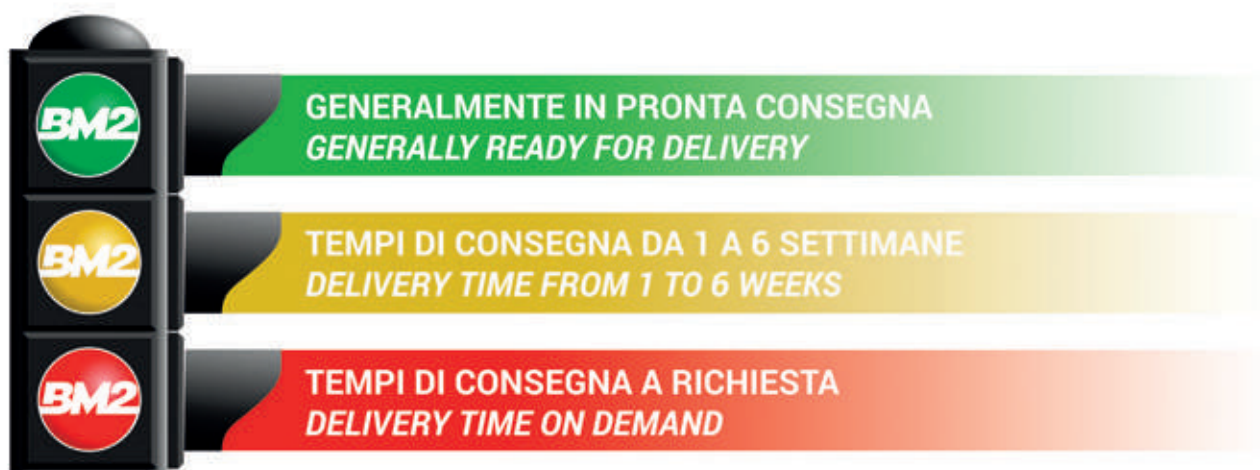 BM2
GENERALMENTE IN PRONTA CONSEGNA
GENERALLY READY FOR DELIVERY
BM2
TEMPI DI CONSEGNA DA 1 A 6 SETTIMANE
DELIVERY TIME FROM 1 TO 6 WEEKS
BM2
TEMPI DI CONSEGNA A RICHIESTA
DELIVERY TIME ON DEMAND